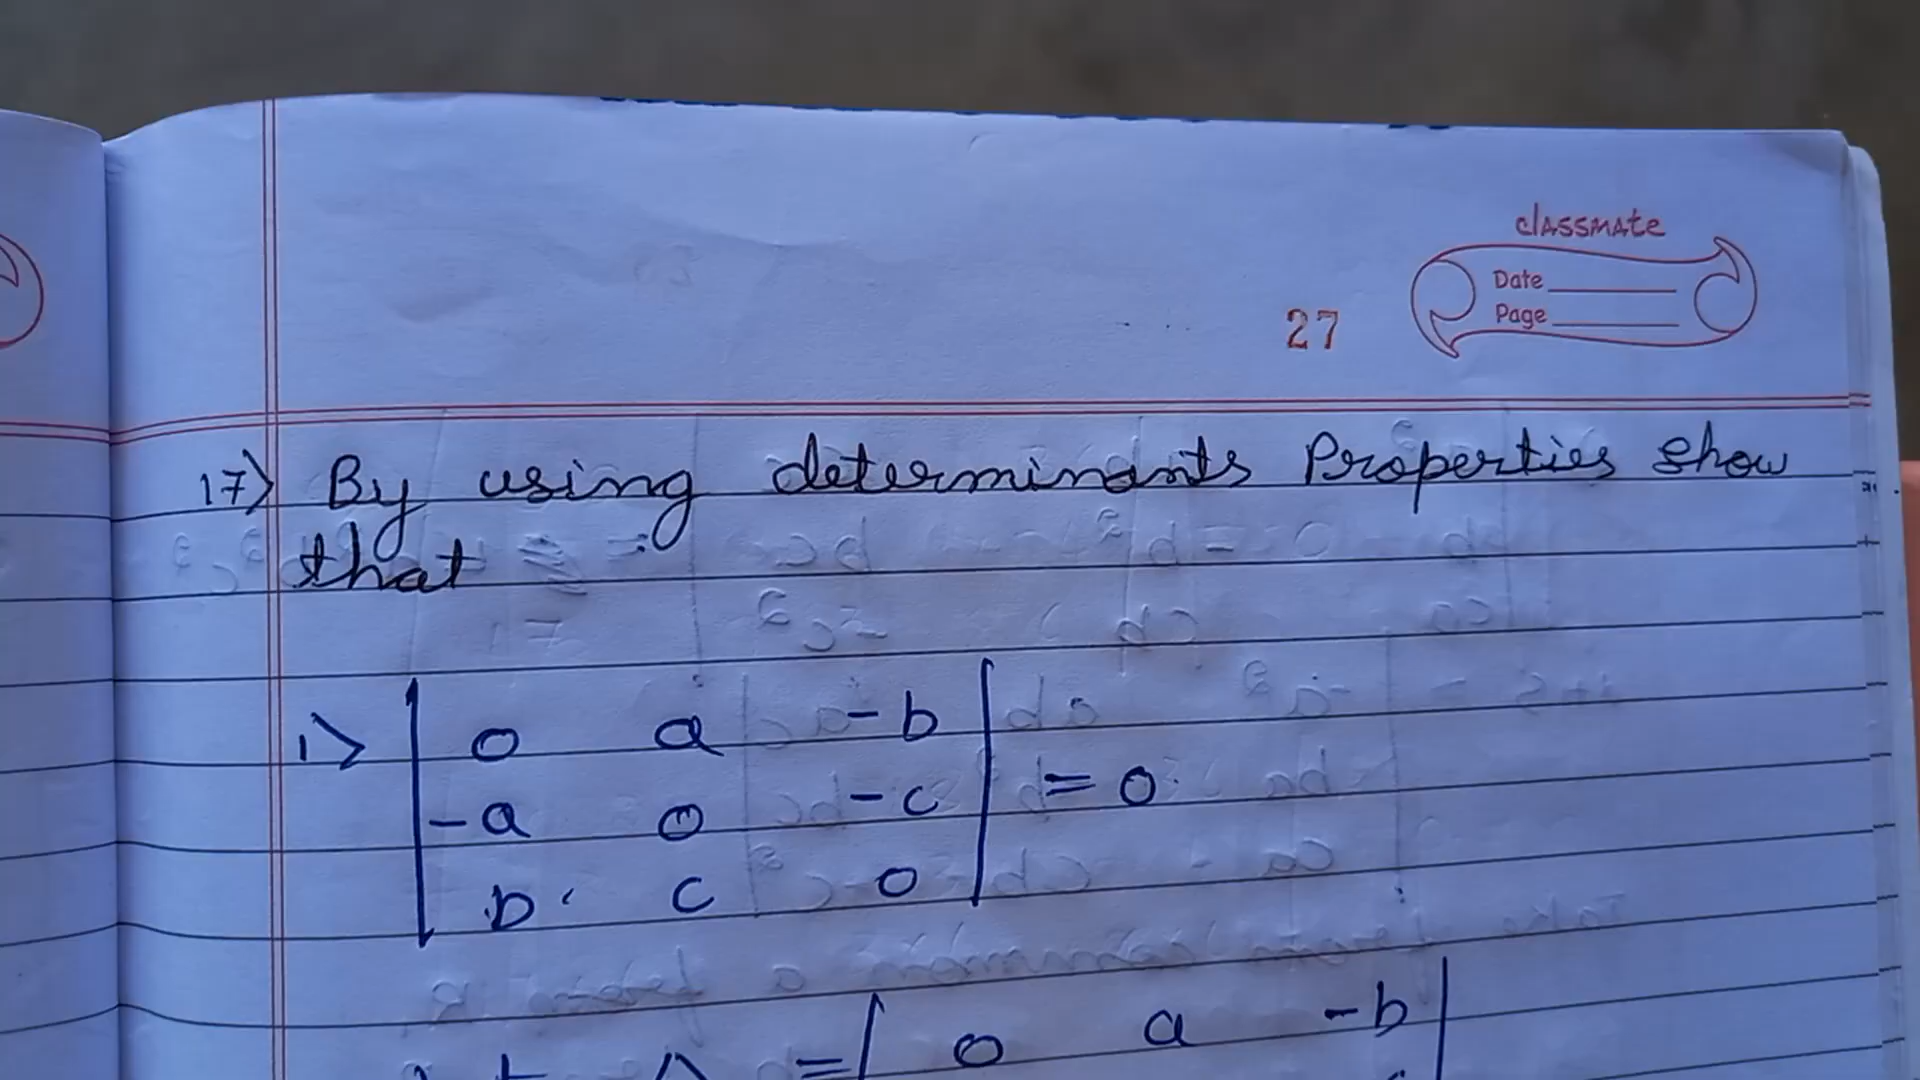 classmate
Date
Page
27
17) By using determinants Properties show
that
1) | 0 a -b |
| -a 0 -c | = 0
| b c 0 |
= | 0 a -b |